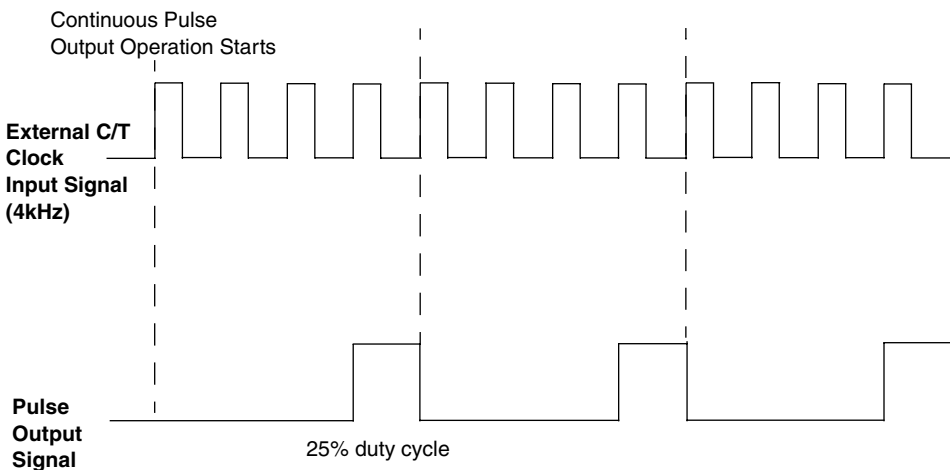 Continuous Pulse
Output Operation Starts
External C/T
Clock
Input Signal
(4kHz)
Pulse
Output
Signal
25% duty cycle